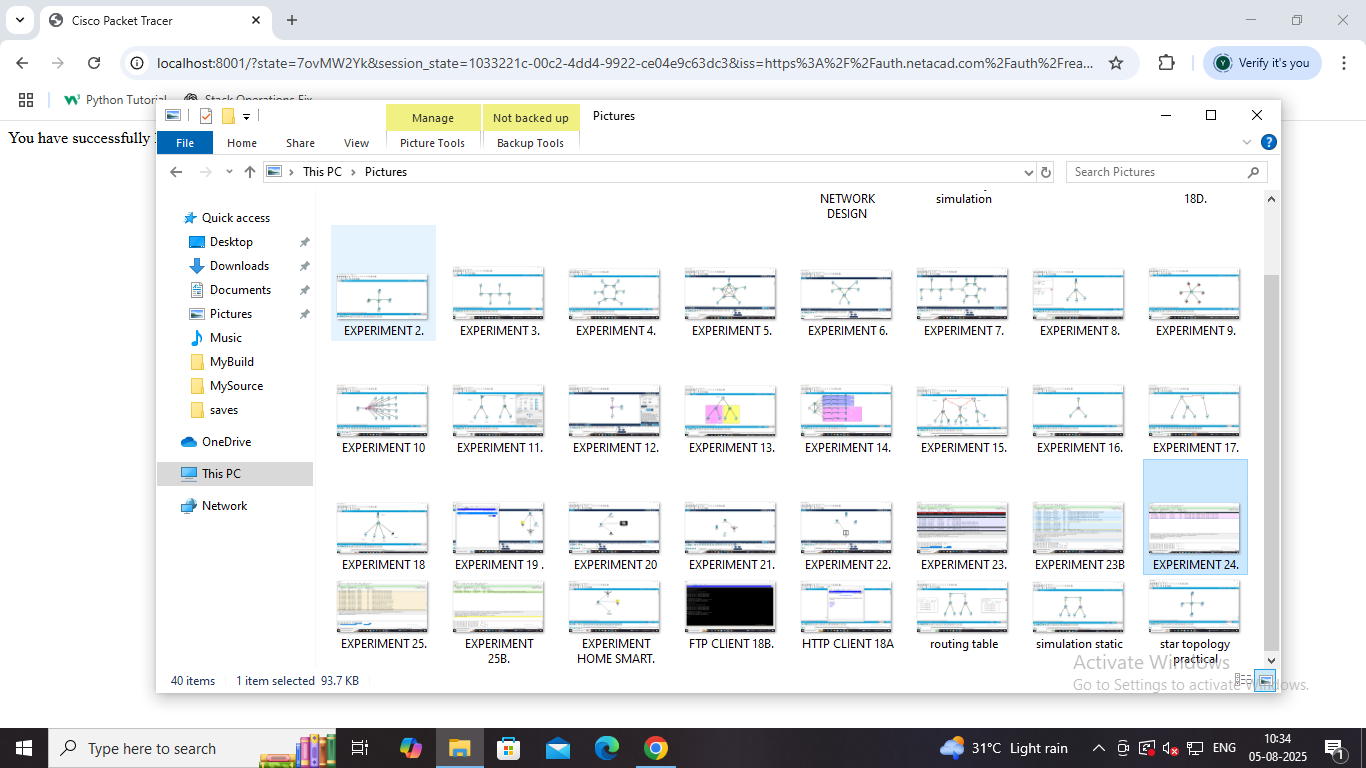 Cisco Packet Tracer
localhost:8001/?state=7ovMW2Yk&session_state=1033221c-00c2-4dd4-9922-ce04e9c63dc3&iss=https%3A%2F%2Fauth.netacad.com%2Fauth%2Frea...
Verify it's you
Python Tutorial
Stack Operations Fix
You have successfully
Manage
Not backed up
Pictures
File
Home
Share
View
Picture Tools
Backup Tools
This PC > Pictures
Search Pictures
Quick access
Desktop
Downloads
Documents
Pictures
Music
MyBuild
MySource
saves
OneDrive
This PC
Network
NETWORK DESIGN
simulation
18D.
EXPERIMENT 2.
EXPERIMENT 3.
EXPERIMENT 4.
EXPERIMENT 5.
EXPERIMENT 6.
EXPERIMENT 7.
EXPERIMENT 8.
EXPERIMENT 9.
EXPERIMENT 10
EXPERIMENT 11.
EXPERIMENT 12.
EXPERIMENT 13.
EXPERIMENT 14.
EXPERIMENT 15.
EXPERIMENT 16.
EXPERIMENT 17.
EXPERIMENT 18
EXPERIMENT 19 .
EXPERIMENT 20
EXPERIMENT 21.
EXPERIMENT 22.
EXPERIMENT 23.
EXPERIMENT 23B
EXPERIMENT 24.
EXPERIMENT 25.
EXPERIMENT 25B.
EXPERIMENT HOME SMART.
FTP CLIENT 18B.
HTTP CLIENT 18A
routing table
simulation static
star topology practical
40 items
1 item selected 93.7 KB
Activate Windows
Go to Settings to activate Windows.
Type here to search
31°C Light rain
ENG
10:34
05-08-2025
1